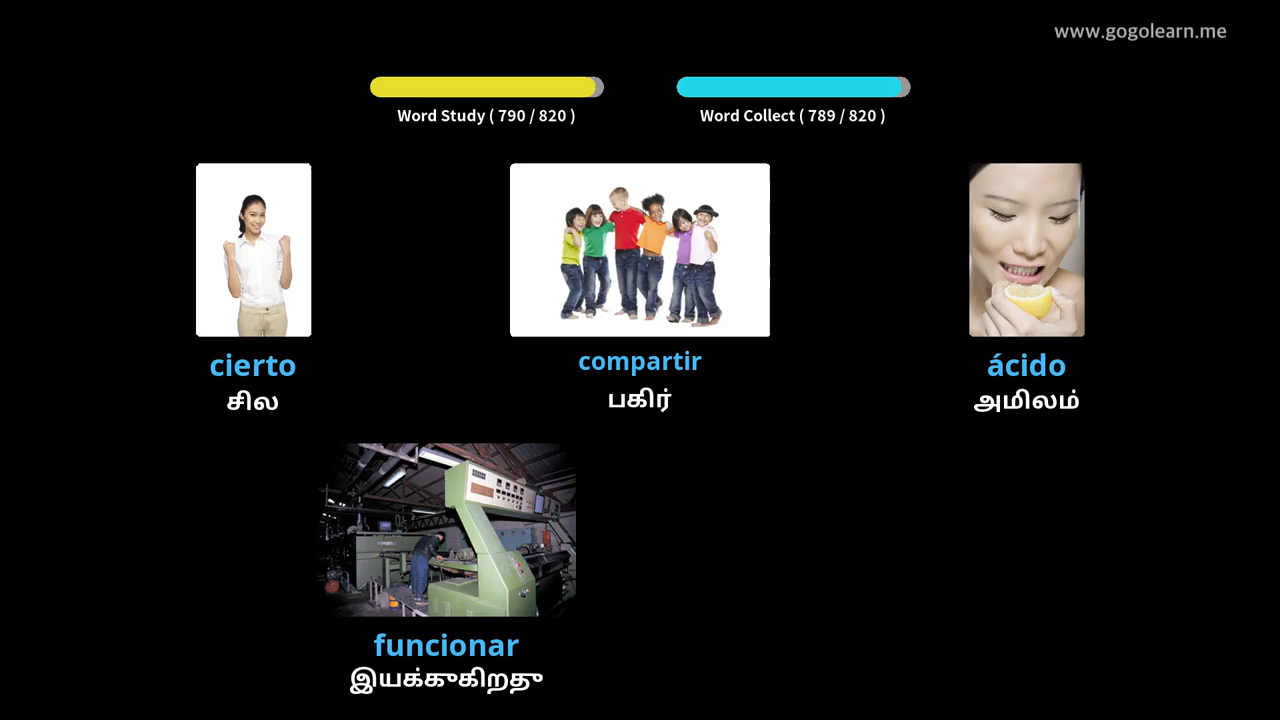 www.gogolearn.me
Word Study ( 790 / 820 )
Word Collect ( 789 / 820 )
cierto
சில
compartir
பகிர்
ácido
அமிலம்
funcionar
இயக்குகிறது